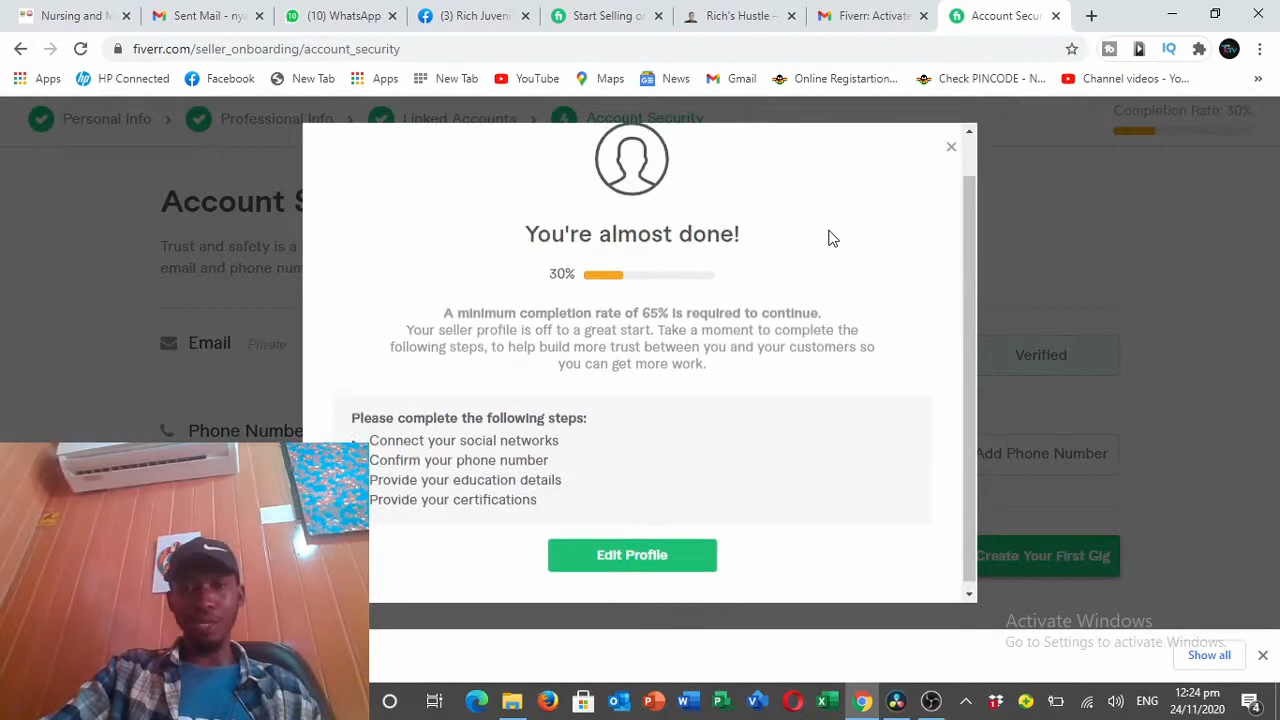 Nursing and N
Sent Mail - nya
(10) WhatsApp
(3) Rich Juven
Start Selling o
Rich's Hustle -
Fiverr: Activate
Account Secur
fiverr.com/seller_onboarding/account_security
Apps
HP Connected
Facebook
New Tab
Apps
New Tab
YouTube
Maps
News
Gmail
Online Registartion...
Check PINCODE - N...
Channel videos - Yo...
Personal Info
Professional Info
Linked Accounts
Account Security
Completion Rate: 30%
Account S
Trust and safety is a
email and phone num
Email Private
Verified
Phone Numbe
Add Phone Number
Create Your First Gig
You're almost done!
30%
A minimum completion rate of 65% is required to continue.
Your seller profile is off to a great start. Take a moment to complete the
following steps, to help build more trust between you and your customers so
you can get more work.
Please complete the following steps:
Connect your social networks
Confirm your phone number
Provide your education details
Provide your certifications
Edit Profile
Activate Windows
Go to Settings to activate Windows.
Show all
ENG
12:24 pm
24/11/2020
4